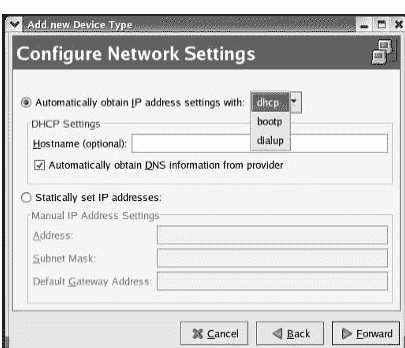 Add new Device Type
Configure Network Settings
Automatically obtain IP address settings with: dhcp
bootp
dialup
DHCP Settings
Hostname (optional):
Automatically obtain DNS information from provider
Statically set IP addresses:
Manual IP Address Settings
Address:
Subnet Mask:
Default Gateway Address:
Cancel Back Forward